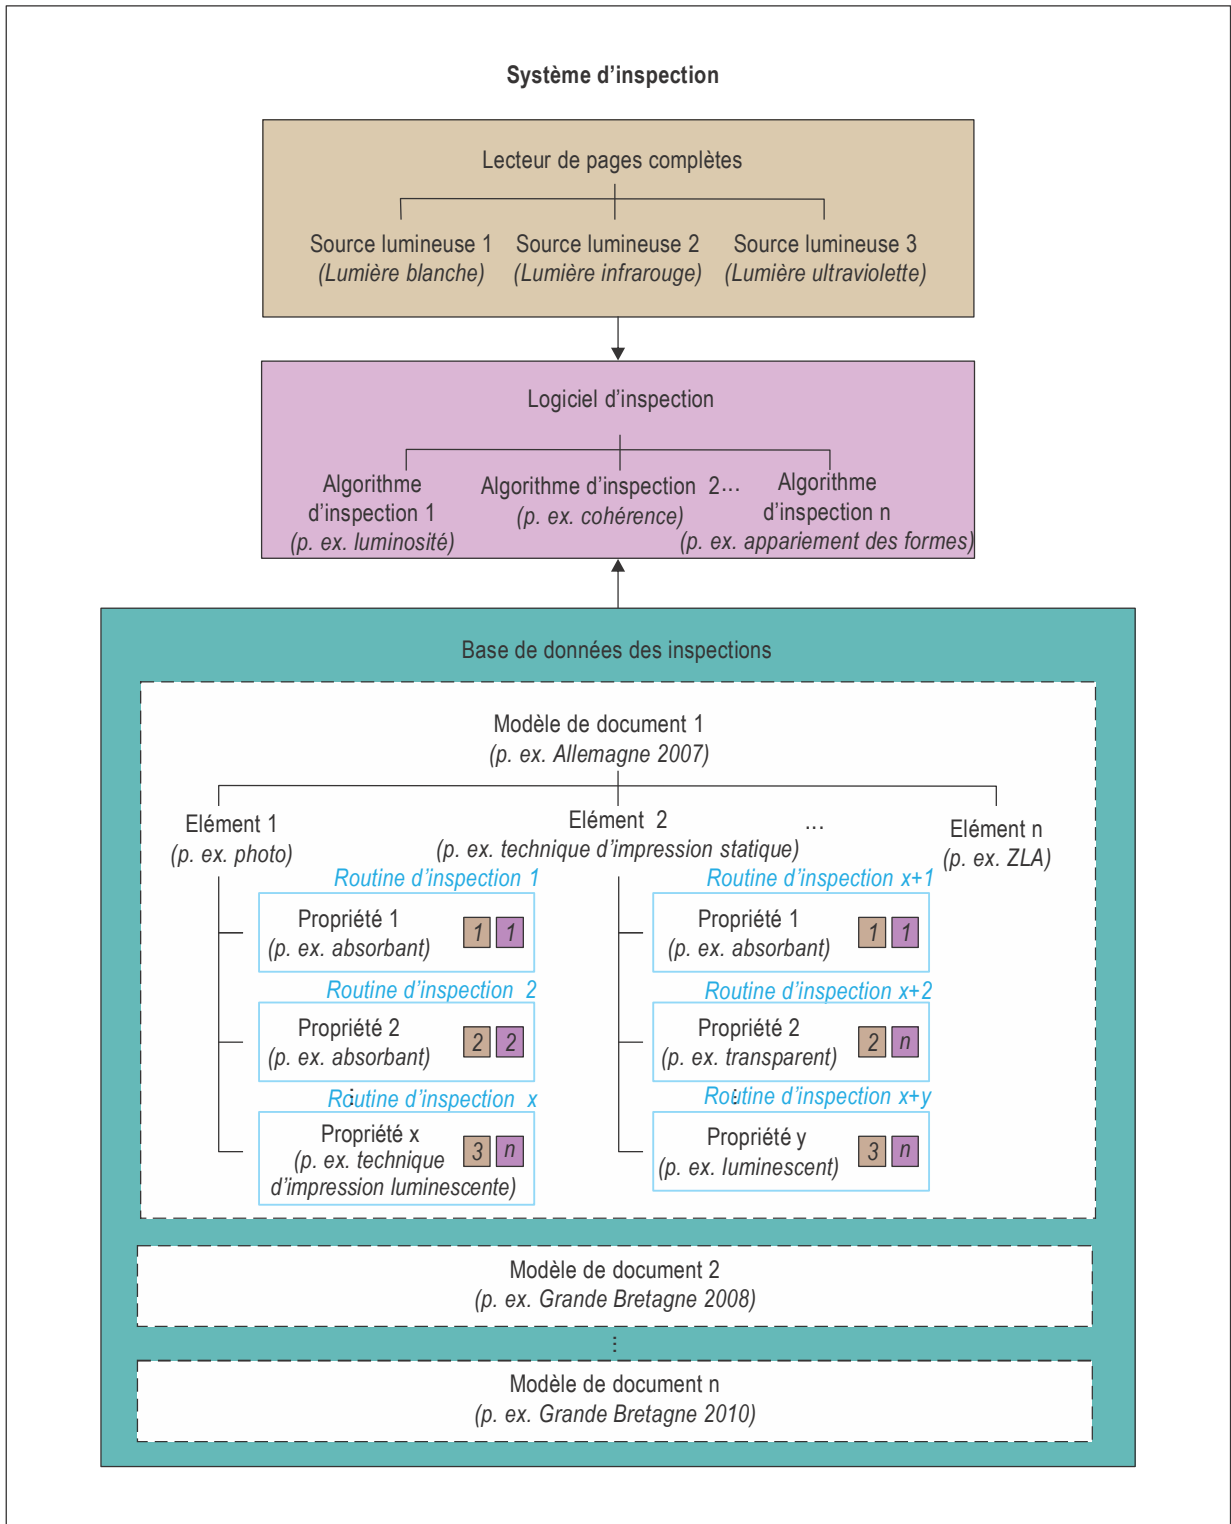 Système d'inspection
Lecteur de pages complètes
Source lumineuse 1
(Lumière blanche)
Source lumineuse 2
(Lumière infrarouge)
Source lumineuse 3
(Lumière ultraviolette)
Logiciel d'inspection
Algorithme
d'inspection 1
(p. ex. luminosité)
Algorithme d'inspection 2...
(p. ex. cohérence)
Algorithme
d'inspection n
(p. ex. appariement des formes)
Base de données des inspections
Modèle de document 1
(p. ex. Allemagne 2007)
Elément 1
(p. ex. photo)
Elément 2
(p. ex. technique d'impression statique)
...
Elément n
(p. ex. ZLA)
Routine d'inspection 1
Propriété 1
(p. ex. absorbant)
1 1
Routine d'inspection 2
Propriété 2
(p. ex. absorbant)
2 2
⋮
Routine d'inspection x
Propriété x
(p. ex. technique
d'impression luminescente)
3 n
Routine d'inspection x+1
Propriété 1
(p. ex. absorbant)
1 1
Routine d'inspection x+2
Propriété 2
(p. ex. transparent)
2 n
⋮
Routine d'inspection x+y
Propriété y
(p. ex. luminescent)
3 n
Modèle de document 2
(p. ex. Grande Bretagne 2008)
⋮
Modèle de document n
(p. ex. Grande Bretagne 2010)